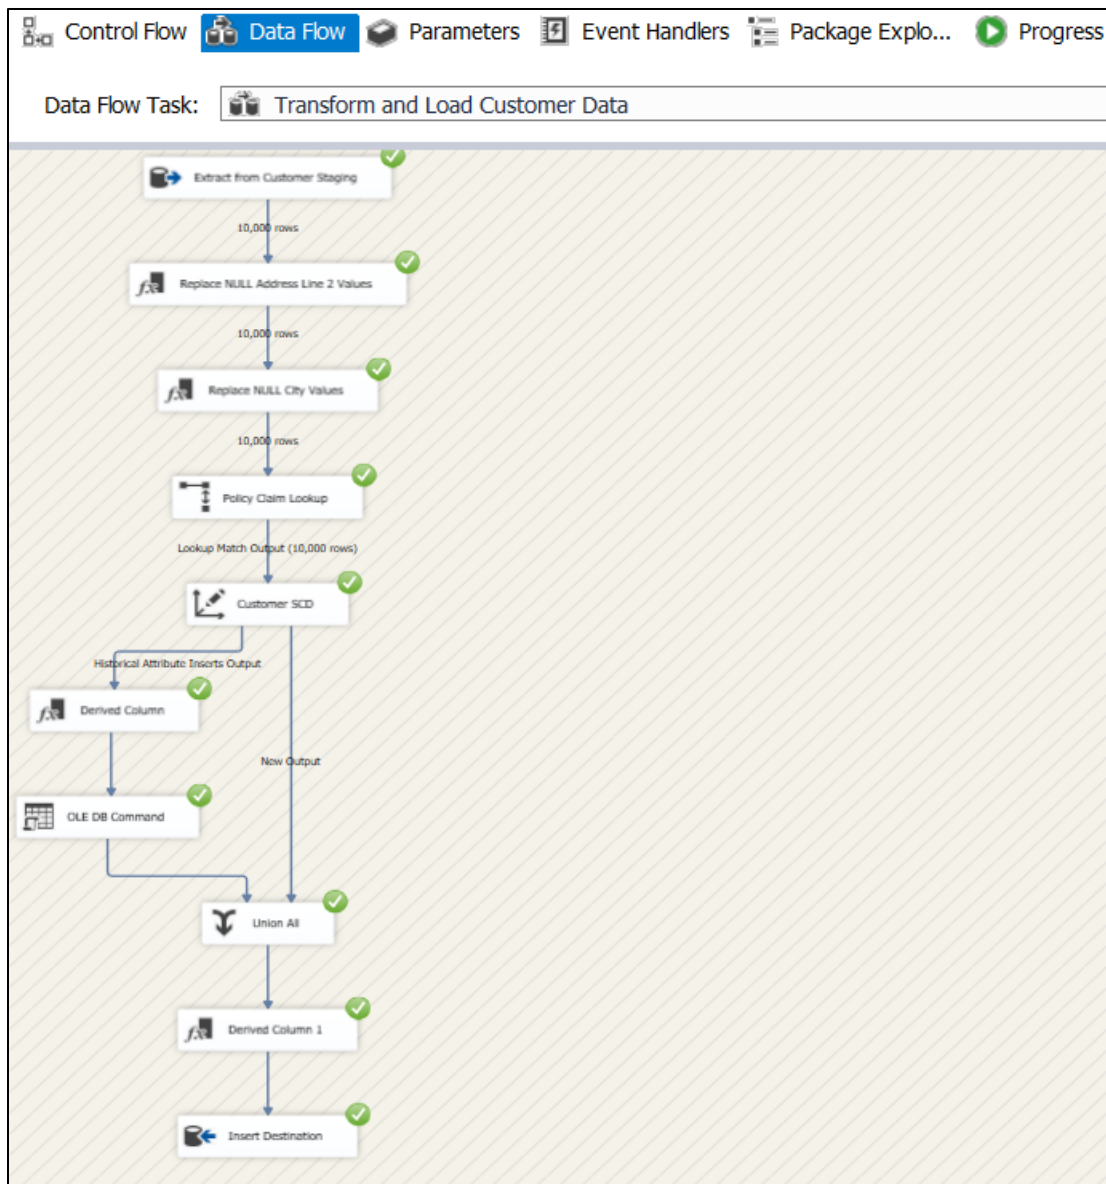 Control Flow Data Flow Parameters Event Handlers Package Explo... Progress
Data Flow Task: Transform and Load Customer Data
Extract from Customer Staging
10,000 rows
Replace NULL Address Line 2 Values
10,000 rows
Replace NULL City Values
10,000 rows
Policy Claim Lookup
Lookup Match Output (10,000 rows)
Customer SCD
Historical Attribute Inserts Output
Derived Column
New Output
OLE DB Command
Union All
Derived Column 1
Insert Destination